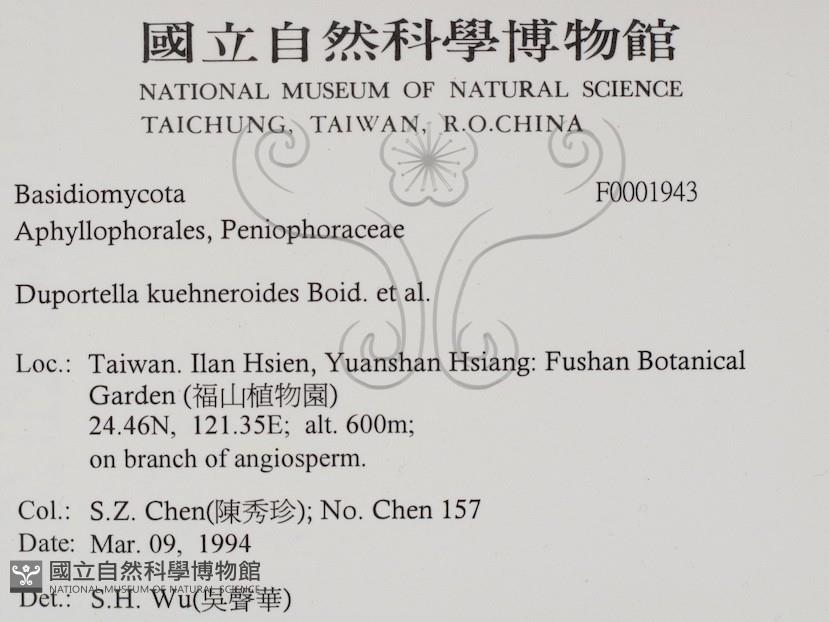 國立自然科學博物館
NATIONAL MUSEUM OF NATURAL SCIENCE
TAICHUNG, TAIWAN, R.O.CHINA
Basidiomycota F0001943
Aphyllophorales, Peniophoraceae
Duportella kuehneroides Boid. et al.
Loc.: Taiwan. Ilan Hsien, Yuanshan Hsiang: Fushan Botanical
Garden (福山植物園)
24.46N, 121.35E; alt. 600m;
on branch of angiosperm.
Col.: S.Z. Chen(陳秀珍); No. Chen 157
Date: Mar. 09, 1994
國立自然科學博物館
NATIONAL MUSEUM OF NATURAL SCIENCE
Det.: S.H. Wu(吳聲華)